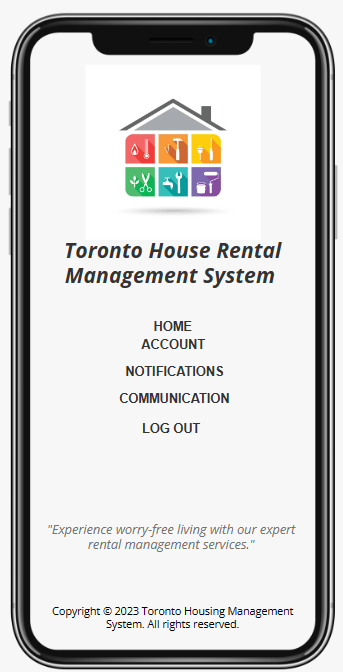 Toronto House Rental
Management System
HOME
ACCOUNT
NOTIFICATIONS
COMMUNICATION
LOG OUT
"Experience worry-free living with our expert
rental management services."
Copyright © 2023 Toronto Housing Management
System. All rights reserved.